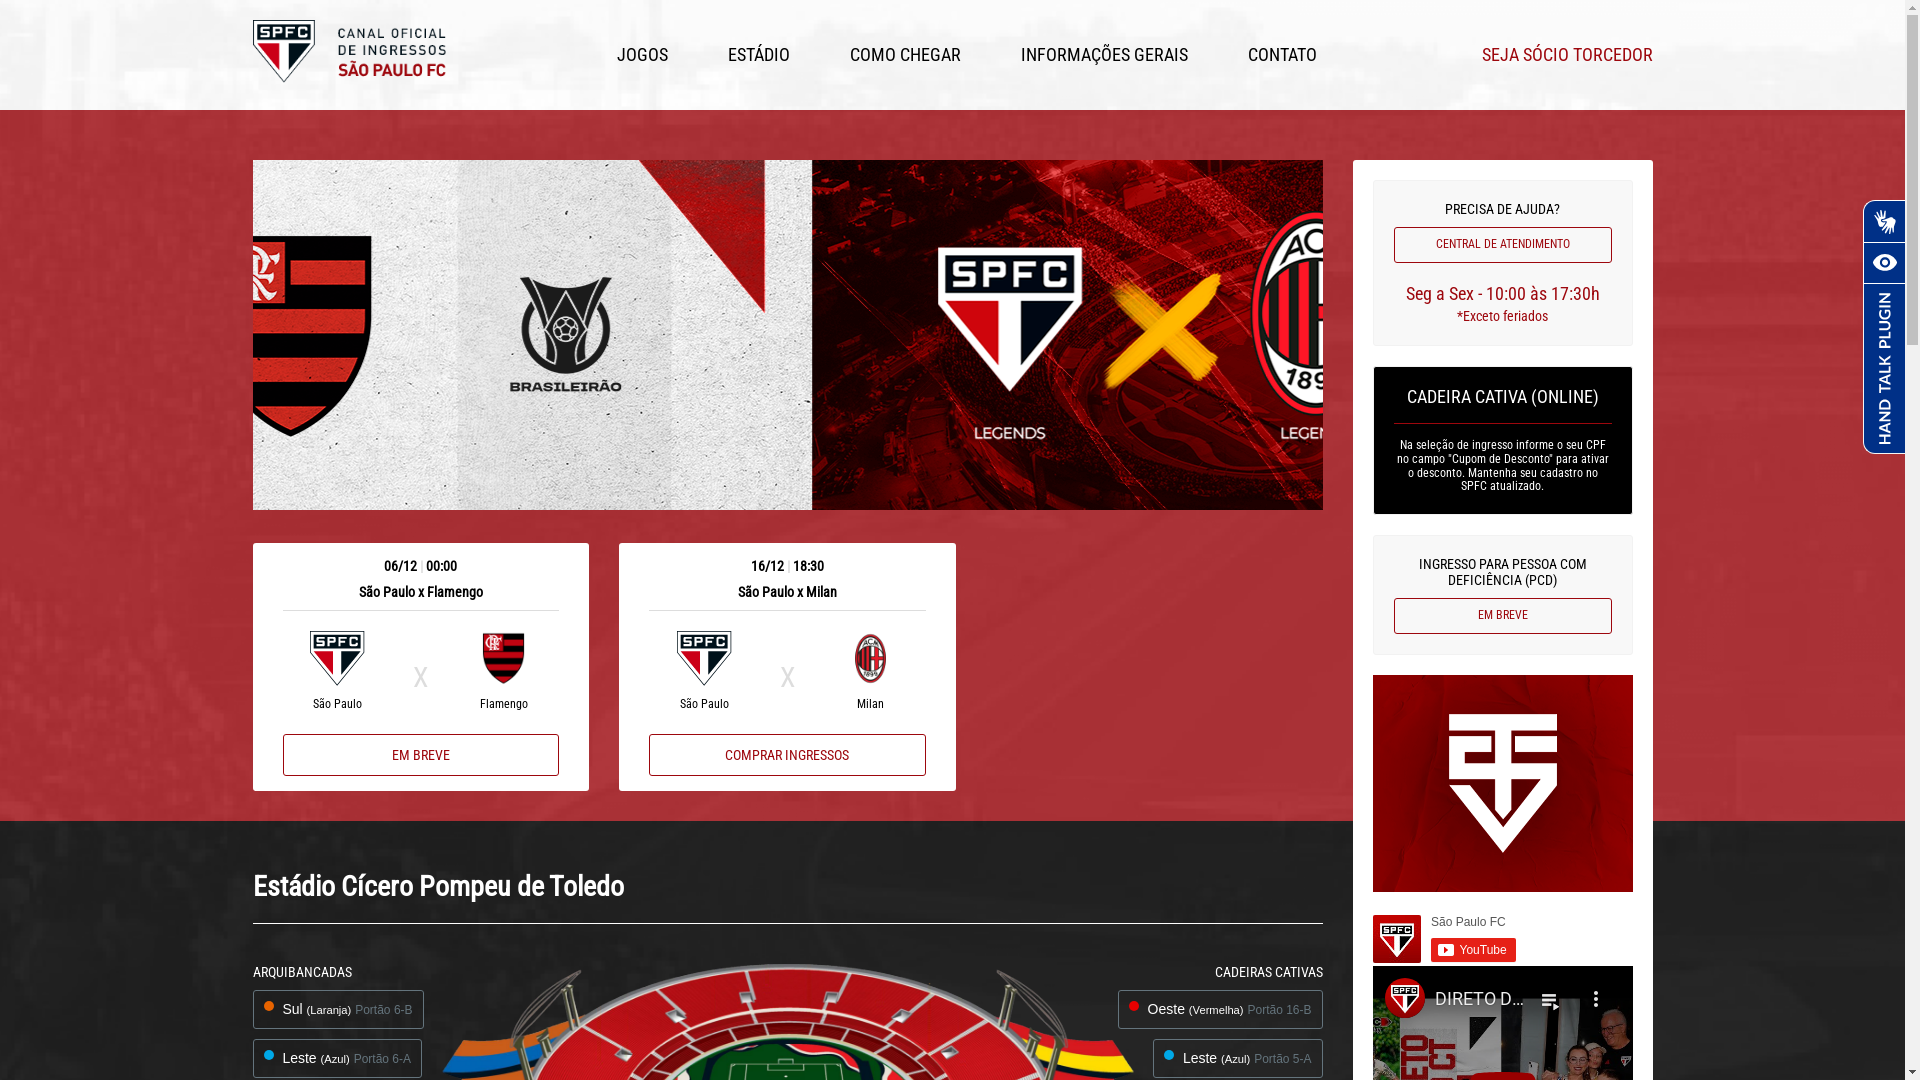 SPFC
CANAL OFICIAL
DE INGRESSOS
SÃO PAULO FC
JOGOS
ESTÁDIO
COMO CHEGAR
INFORMAÇÕES GERAIS
CONTATO
SEJA SÓCIO TORCEDOR
BRASILEIRÃO
SPFC
LEGENDS
PRECISA DE AJUDA?
CENTRAL DE ATENDIMENTO
Seg a Sex - 10:00 às 17:30h
*Exceto feriados
CADEIRA CATIVA (ONLINE)
Na seleção de ingresso informe o seu CPF
no campo "Cupom de Desconto" para ativar
o desconto. Mantenha seu cadastro no
SPFC atualizado.
INGRESSO PARA PESSOA COM
DEFICIÊNCIA (PCD)
EM BREVE
HAND TALK PLUGIN
06/12 | 00:00
São Paulo x Flamengo
SPFC
X
São Paulo
Flamengo
EM BREVE
16/12 | 18:30
São Paulo x Milan
SPFC
X
São Paulo
Milan
COMPRAR INGRESSOS
Estádio Cícero Pompeu de Toledo
ARQUIBANCADAS
Sul (Laranja) Portão 6-B
Leste (Azul) Portão 6-A
CADEIRAS CATIVAS
Oeste (Vermelha) Portão 16-B
Leste (Azul) Portão 5-A
SPFC
São Paulo FC
YouTube
SPFC
DIRETO D...